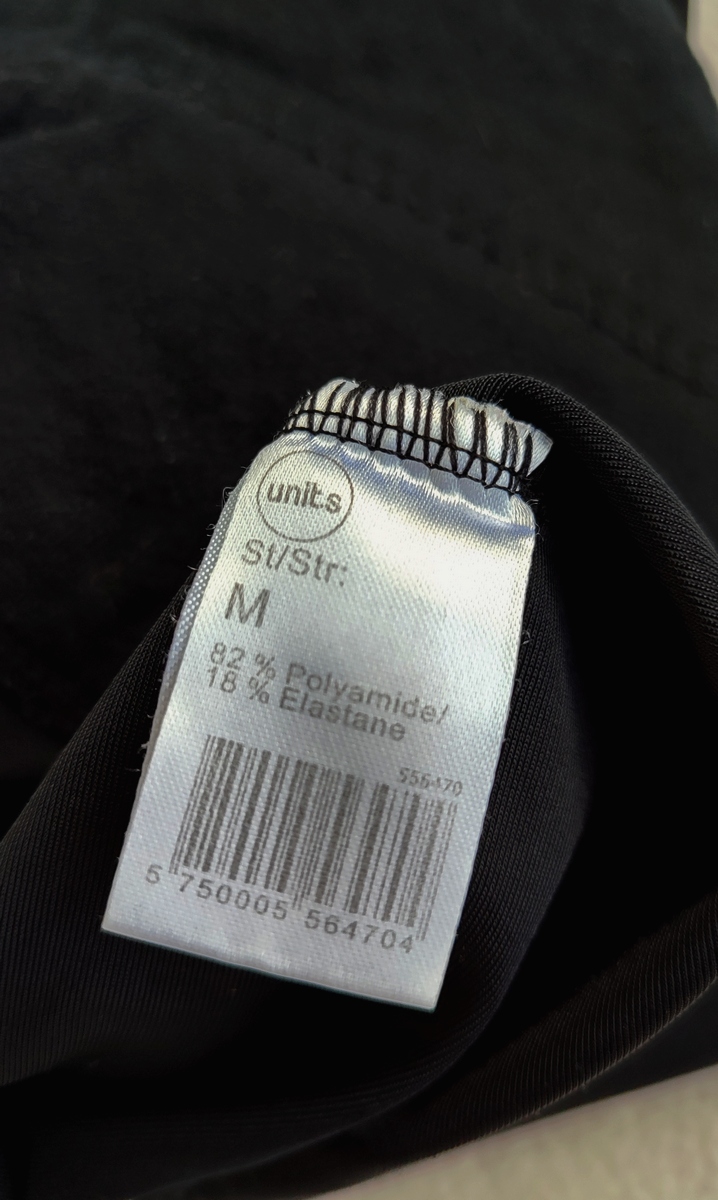 units
St/Str:
M
82 % Polyamide/
18 % Elastane
556470
5 750005 564704